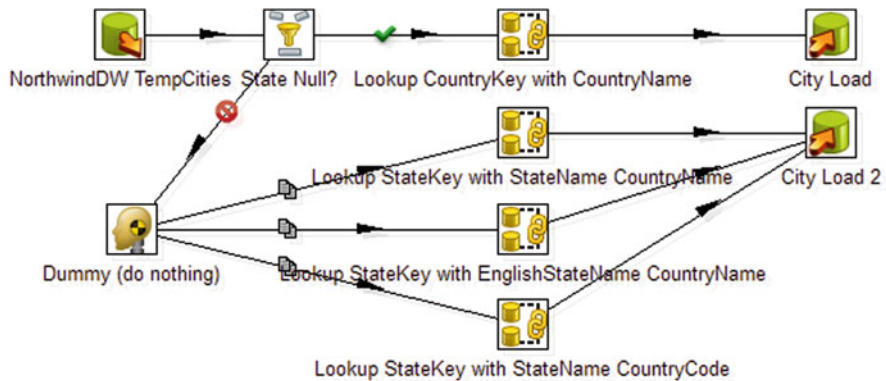 NorthwindDW TempCities State Null? Lookup CountryKey with CountryName City Load
Lookup StateKey with StateName CountryName City Load 2
Dummy (do nothing) Lookup StateKey with EnglishStateName CountryName
Lookup StateKey with StateName CountryCode